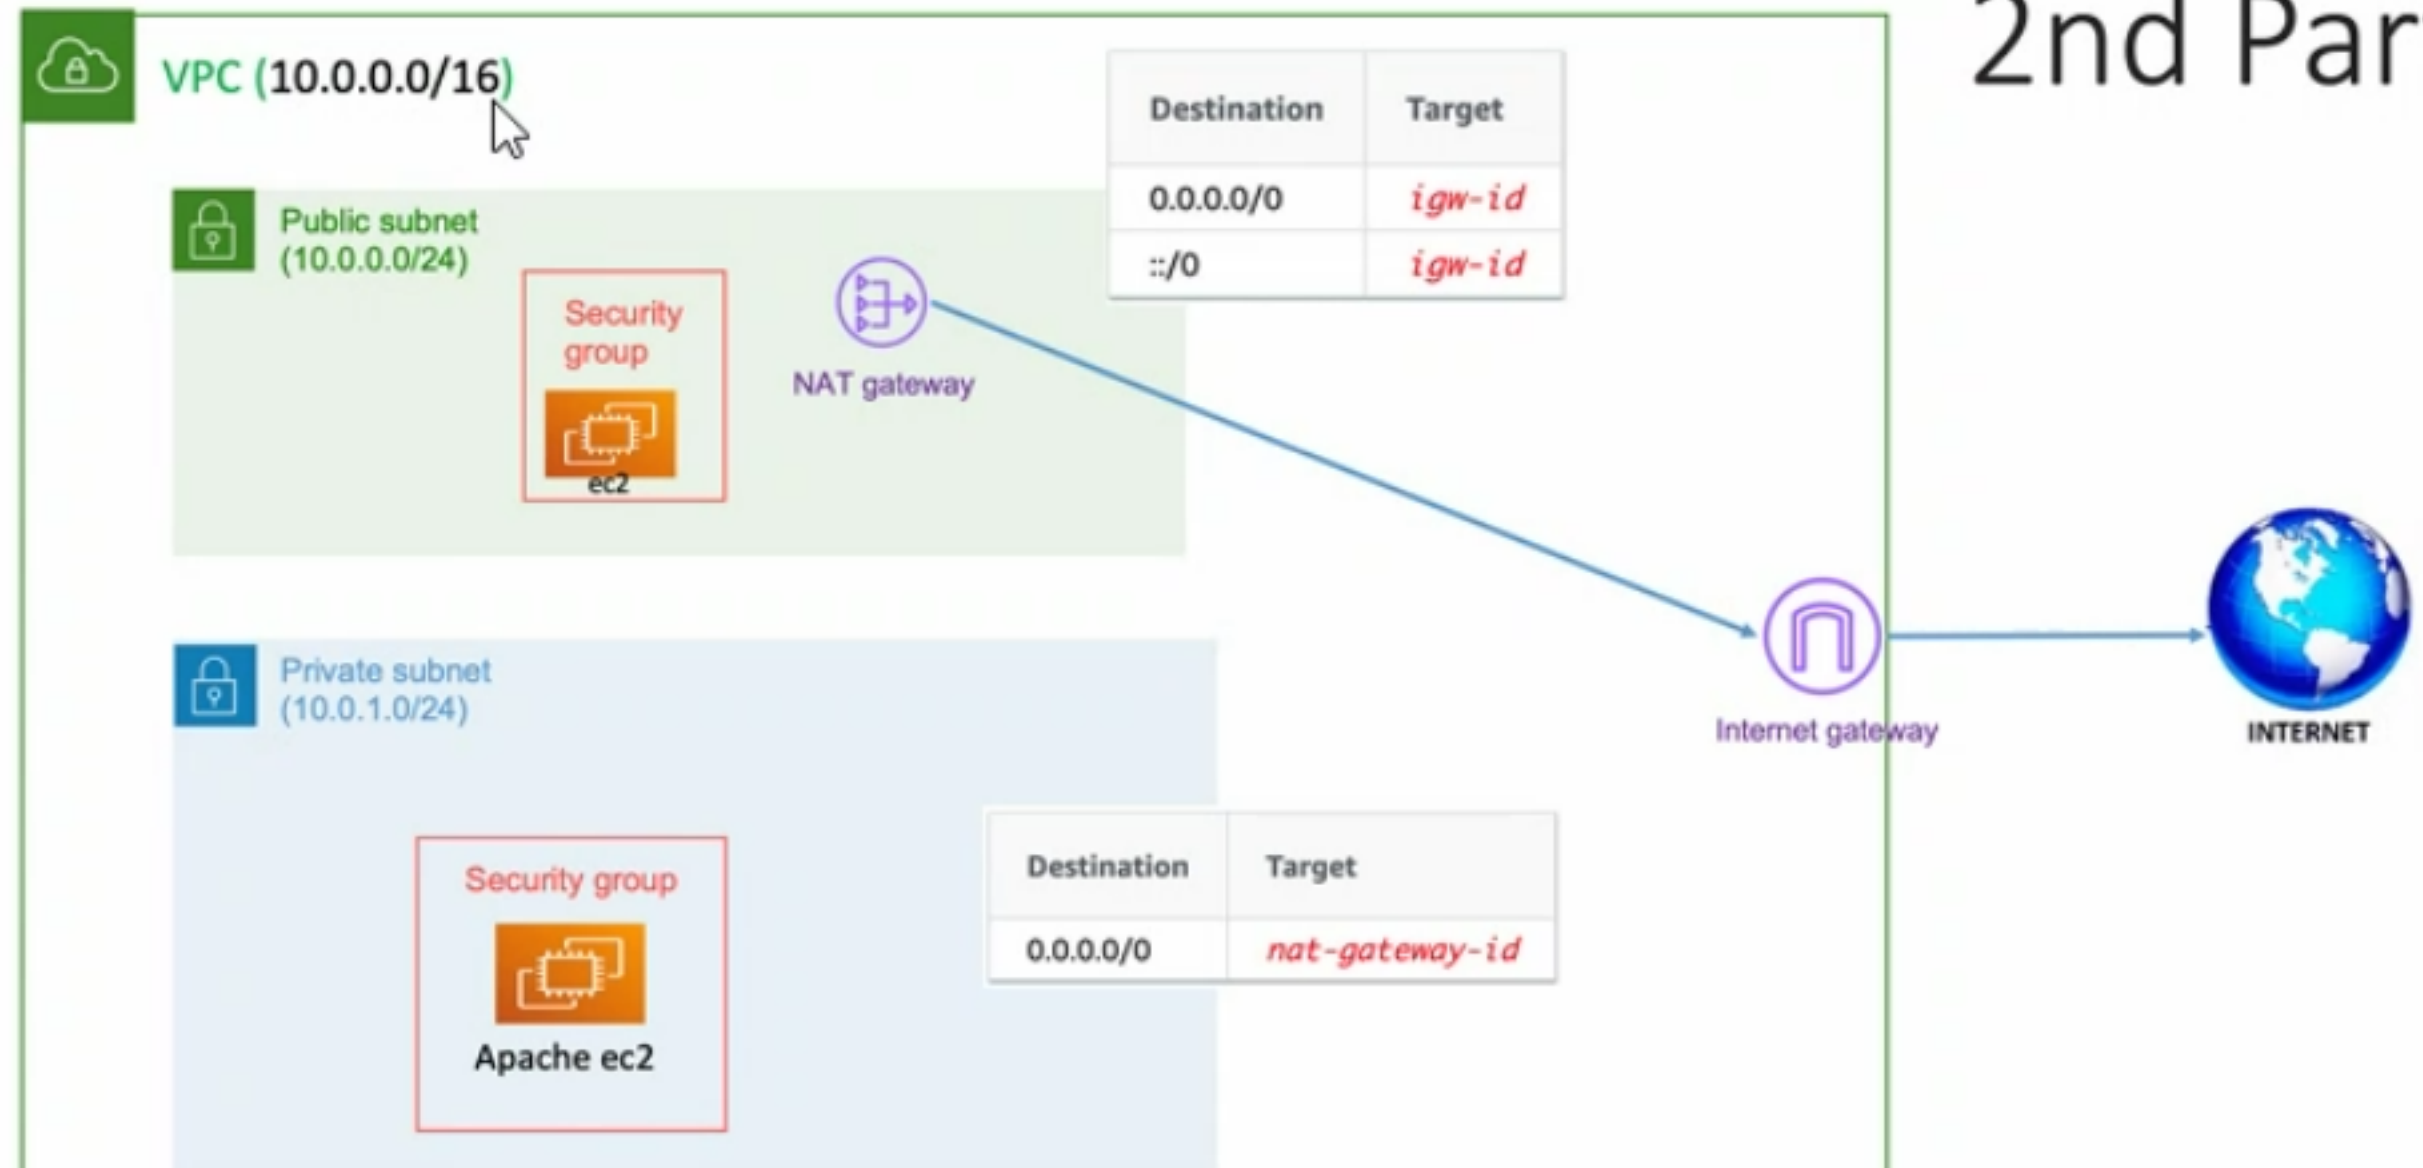 2nd Par
VPC (10.0.0.0/16)
Destination Target
0.0.0.0/0 igw-id
::/0 igw-id
Public subnet
(10.0.0.0/24)
Security
group
ec2
NAT gateway
Internet gateway
INTERNET
Private subnet
(10.0.1.0/24)
Security group
Apache ec2
Destination Target
0.0.0.0/0 nat-gateway-id